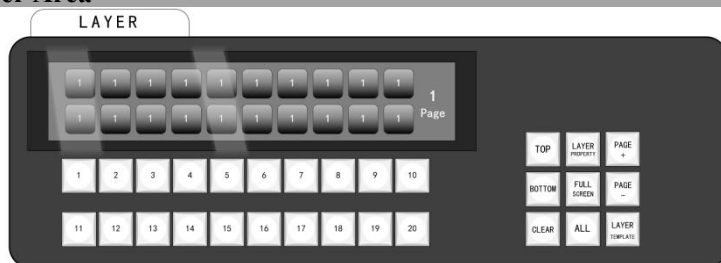 LAYER
1 1 1 1 1 1 1 1 1 1
1 1 1 1 1 1 1 1 1 1
1
Page
1 2 3 4 5 6 7 8 9 10
11 12 13 14 15 16 17 18 19 20
TOP
LAYER
PROPERTY
PAGE
+
BOTTOM
FULL
SCREEN
PAGE
-
CLEAR
ALL
LAYER
TEMPLATE